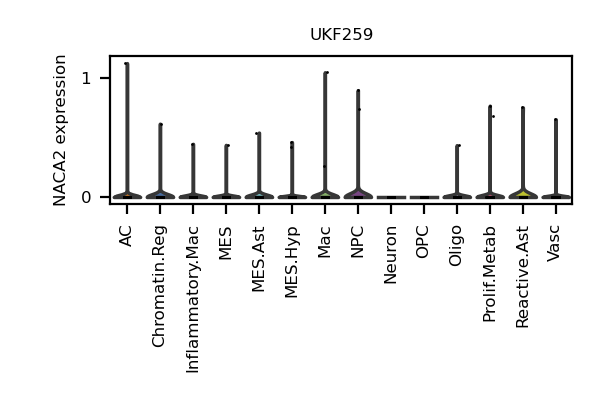 UKF259
NACA2 expression
1
0
AC
Chromatin.Reg
Inflammatory.Mac
MES
MES.Ast
MES.Hyp
Mac
NPC
Neuron
OPC
Oligo
Prolif.Metab
Reactive.Ast
Vasc